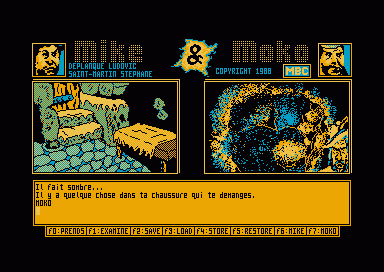 Mike & Moko
DEPLANQUE LUDOVIC
SAINT-MARTIN STEPHANE
COPYRIGHT 1988 MBC
Il fait sombre...
Il y a quelque chose dans ta chaussure qui te demanges.
MOKO
f0:PRENDS f1:EXAMINE f2:SAVE f3:LOAD f4:STORE f5:RESTORE f6:MIKE f7:MOKO